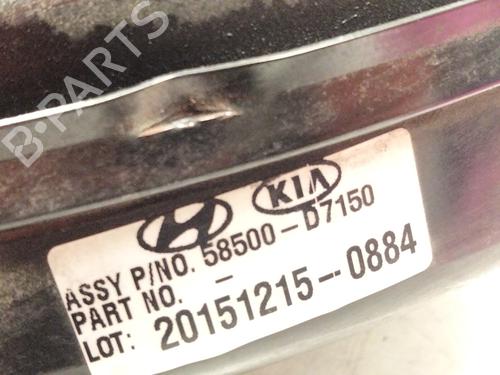 B-PARTS
KIA
ASSY P/NO. 58500-D7150
PART NO. -
LOT: 20151215-0884